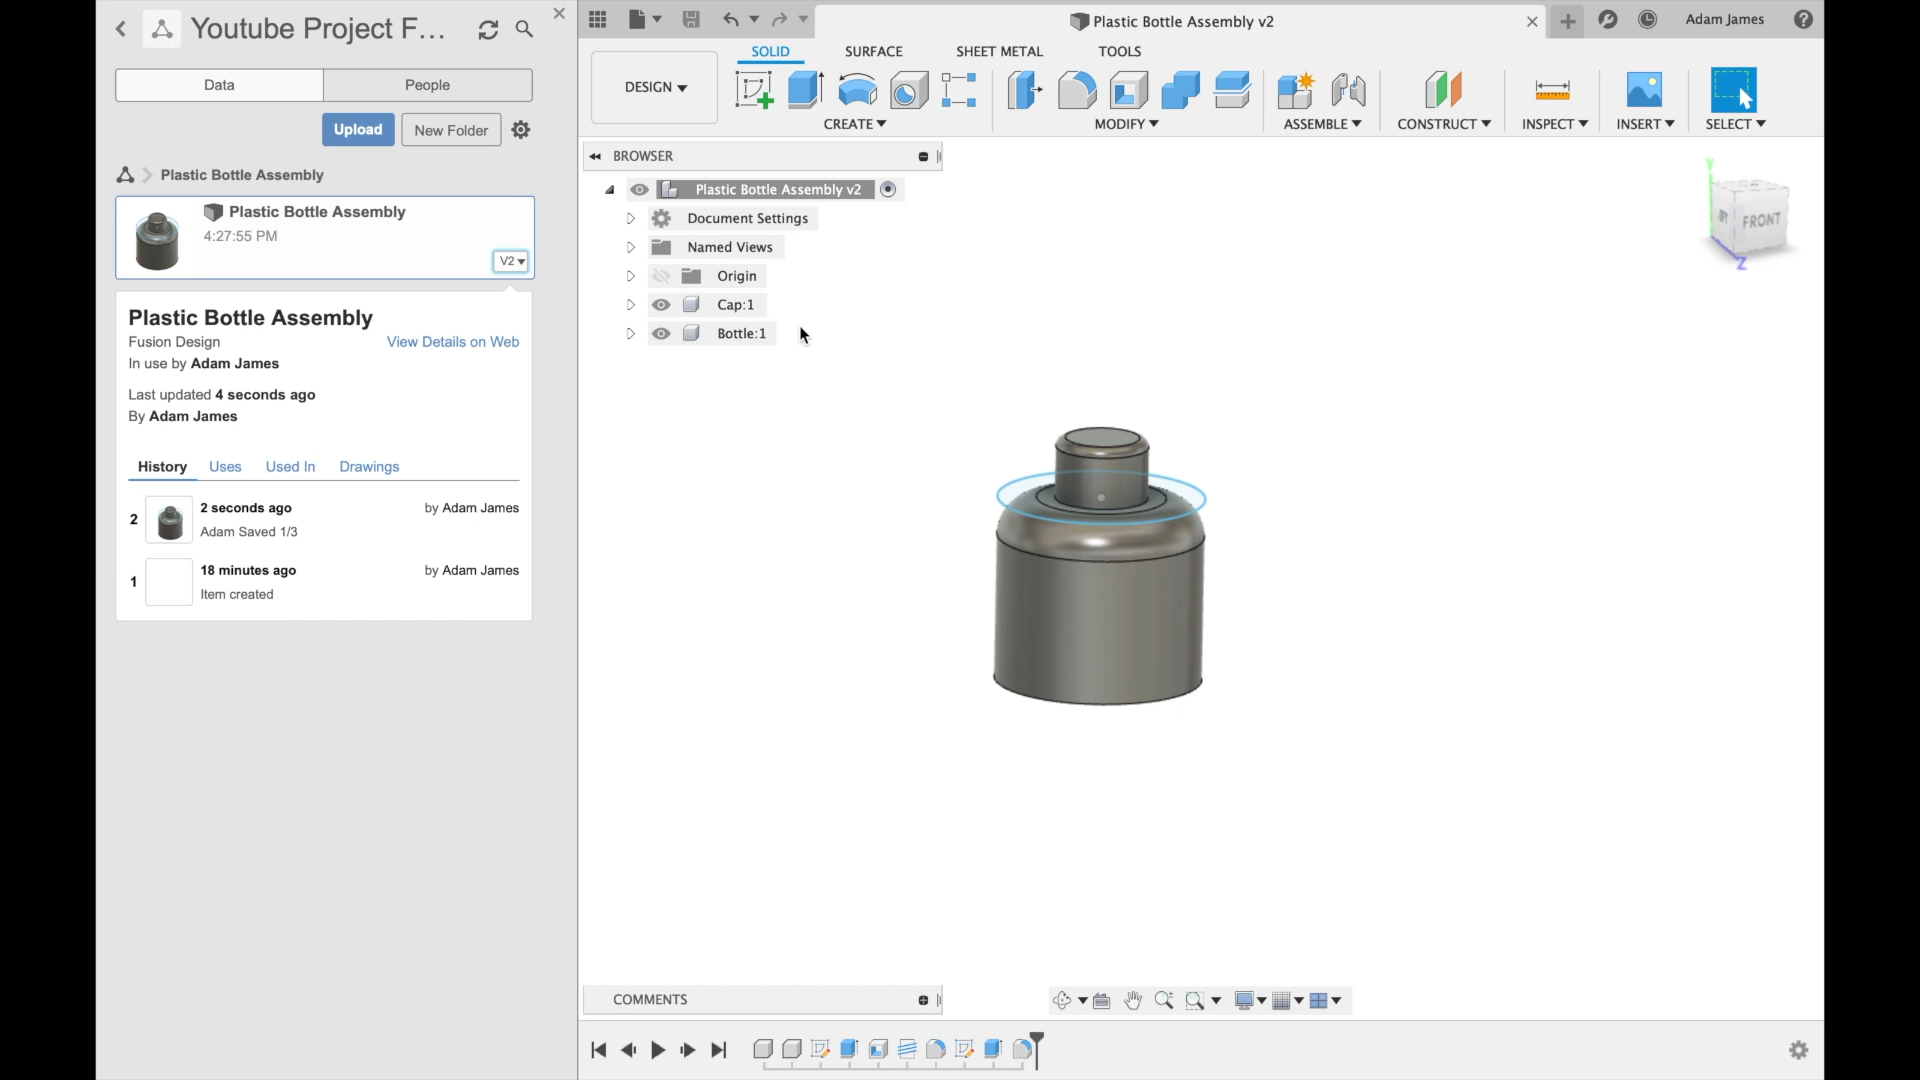 Youtube Project F...
Data
People
Upload
New Folder
Plastic Bottle Assembly
Plastic Bottle Assembly
4:27:55 PM
V2
Plastic Bottle Assembly
Fusion Design
View Details on Web
In use by Adam James
Last updated 4 seconds ago
By Adam James
History Uses Used In Drawings
2
2 seconds ago
by Adam James
Adam Saved 1/3
1
18 minutes ago
by Adam James
Item created
Plastic Bottle Assembly v2
Adam James
DESIGN
SOLID SURFACE SHEET METAL TOOLS
CREATE MODIFY ASSEMBLE CONSTRUCT INSPECT INSERT SELECT
BROWSER
Plastic Bottle Assembly v2
Document Settings
Named Views
Origin
Cap:1
Bottle:1
Y
FRONT
Z
COMMENTS